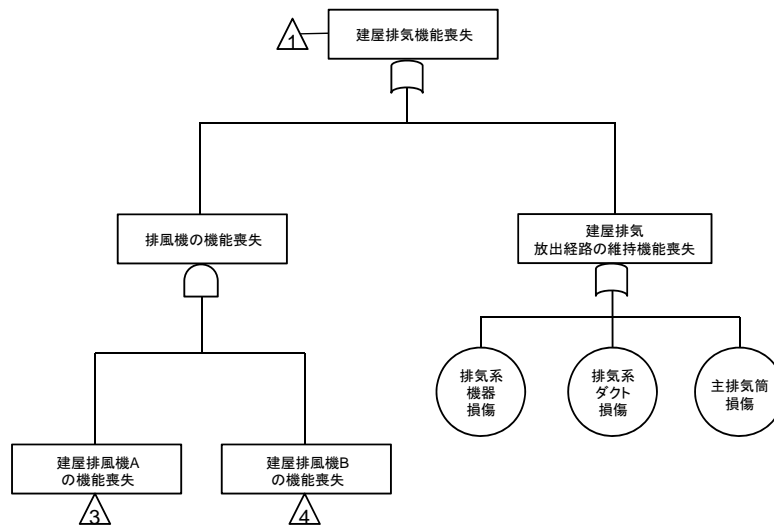 1
建屋排気機能喪失
排風機の機能喪失
建屋排気
放出経路の維持機能喪失
排気系
機器
損傷
排気系
ダクト
損傷
主排気筒
損傷
建屋排風機A
の機能喪失
建屋排風機B
の機能喪失
3
4